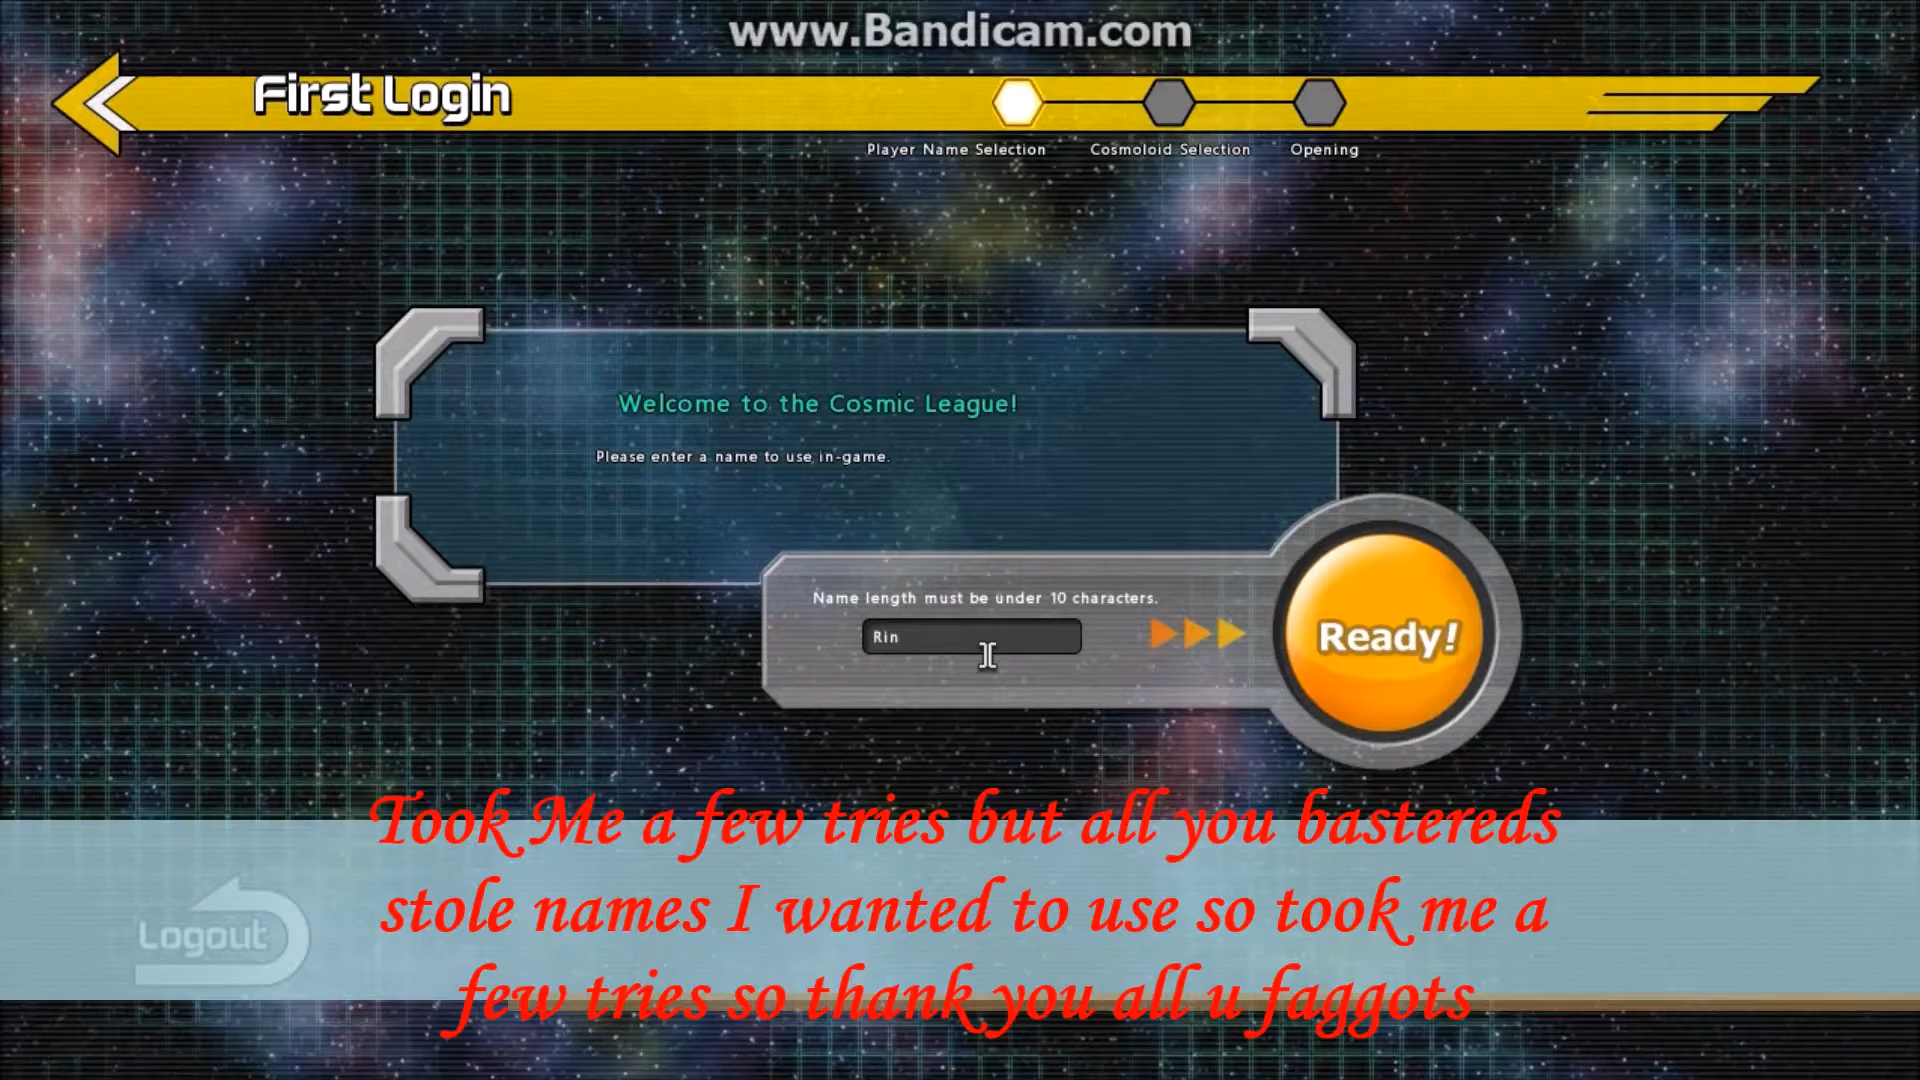 www.Bandicam.com
First Login
Player Name Selection
Cosmoloid Selection
Opening
Welcome to the Cosmic League!
Please enter a name to use in-game.
Name length must be under 10 characters.
Rin
Ready!
Took Me a few tries but all you bastereds
stole names I wanted to use so took me a
few tries so thank you all u faggots
Logout